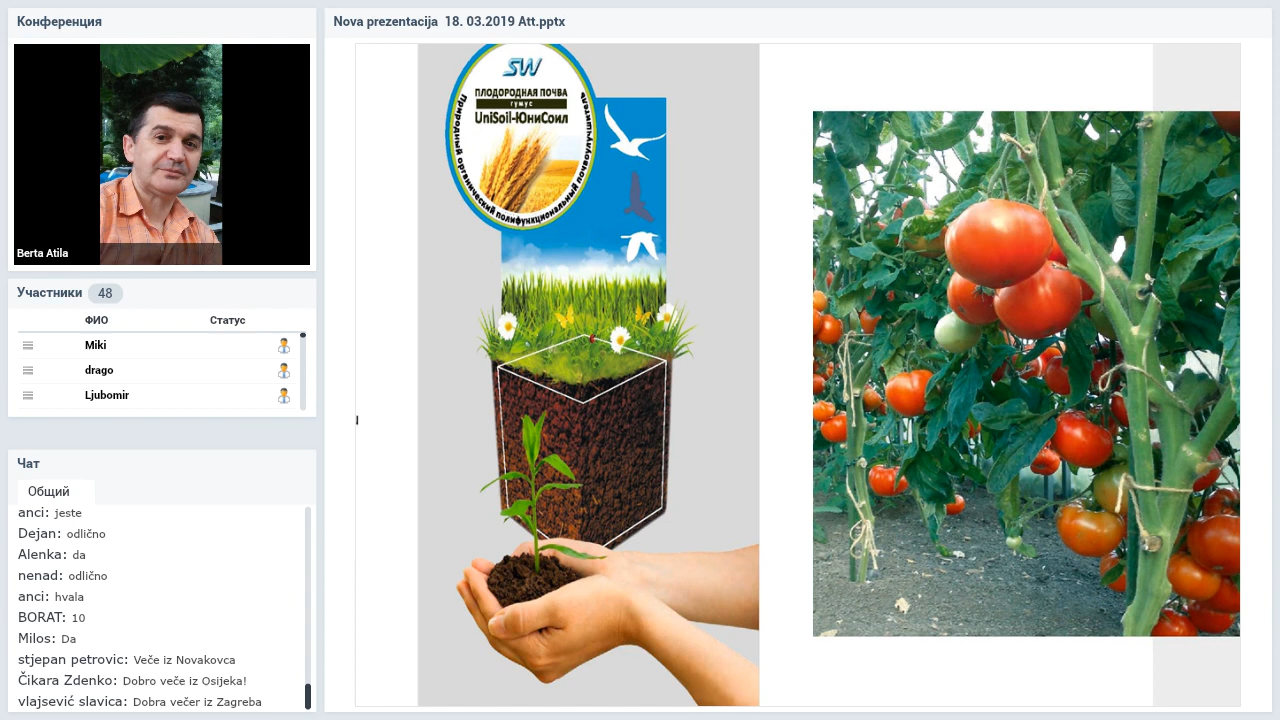 Конференция
Berta Atila
Участники 48
ФИО Статус
Miki
drago
Ljubomir
Чат
Общий
anci: jeste
Dejan: odlično
Alenka: da
nenad: odlično
anci: hvala
BORAT: 10
Milos: Da
stjepan petrovic: Veče iz Novakovca
Čikara Zdenko: Dobro veče iz Osijeka!
vlajsević slavica: Dobra večer iz Zagreba
Nova prezentacija 18. 03.2019 Att.pptx
SW
ПЛОДОРОДНАЯ ПОЧВА
гумус
UniSoil-ЮниСоил
Природный органический полифункциональный почвоулучшитель